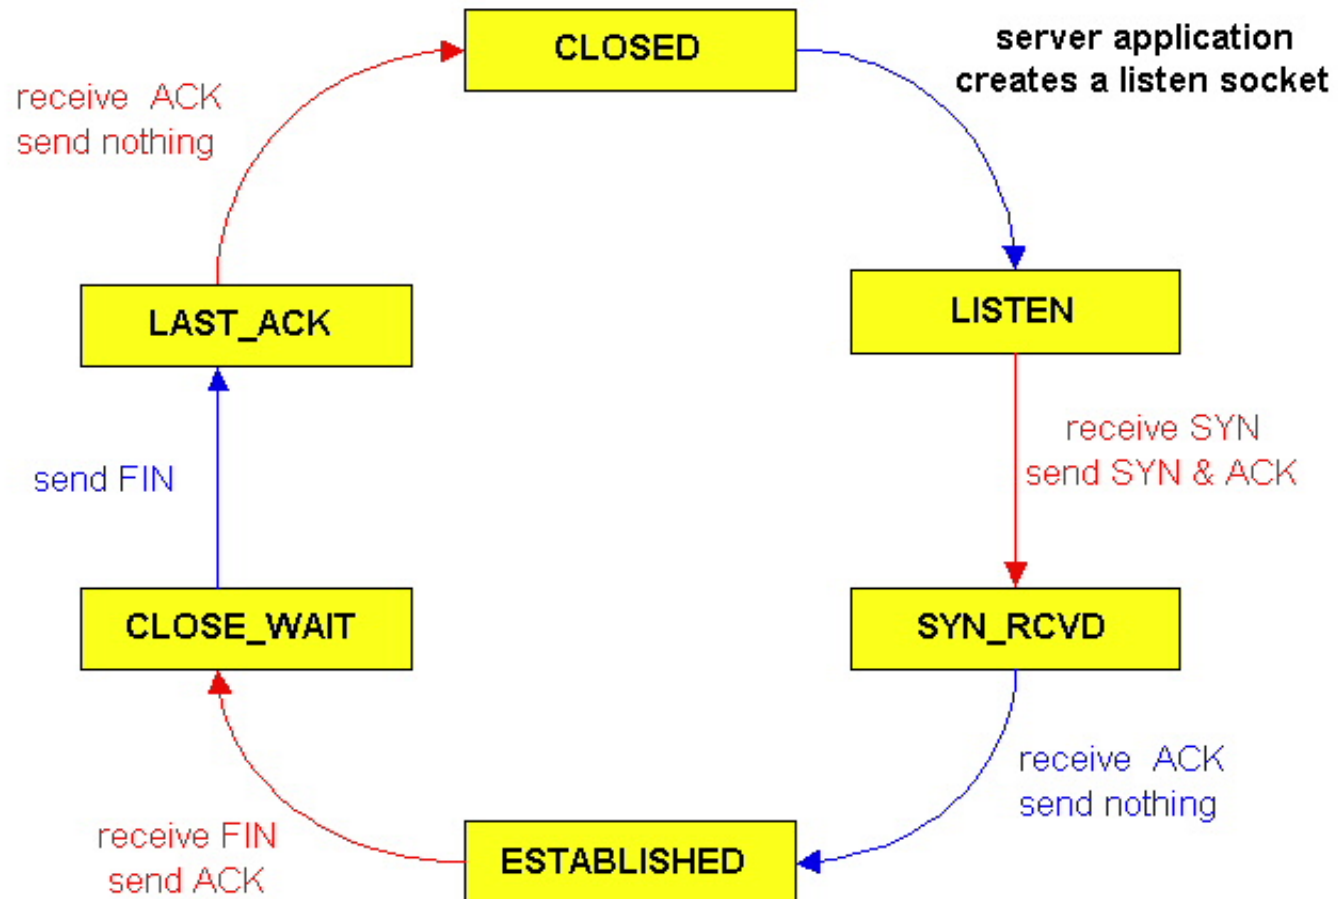 CLOSED
server application
creates a listen socket
receive ACK
send nothing
LAST_ACK
LISTEN
receive SYN
send SYN & ACK
send FIN
CLOSE_WAIT
SYN_RCVD
receive ACK
send nothing
receive FIN
send ACK
ESTABLISHED